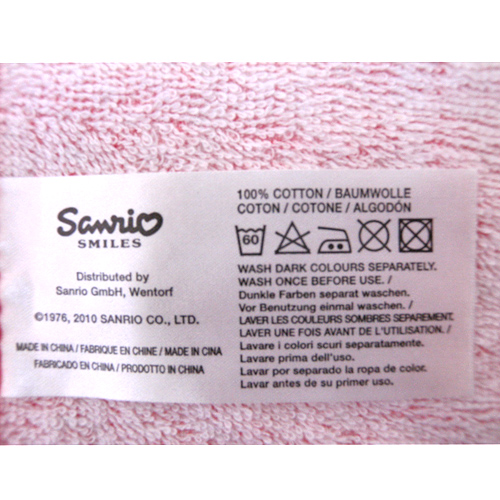 Sanrio
SMILES
Distributed by
Sanrio GmbH, Wentorf
©1976, 2010 SANRIO CO., LTD.
MADE IN CHINA / FABRIQUE EN CHINE / MADE IN CINA
FABRICADO EN CHINA / PRODOTTO IN CHINA
100% COTTON / BAUMWOLLE
COTON / COTONE / ALGODÓN
60
WASH DARK COLOURS SEPARATELY.
WASH ONCE BEFORE USE. /
Dunkle Farben separat waschen.
Vor Benutzung einmal waschen. /
LAVER LES COULEURS SOMBRES SEPAREMENT.
LAVER UNE FOIS AVANT DE L'UTILISATION. /
Lavare i colori scuri separatamente.
Lavare prima dell'uso.
Lavar por separado la ropa de color.
Lavar antes de su primer uso.